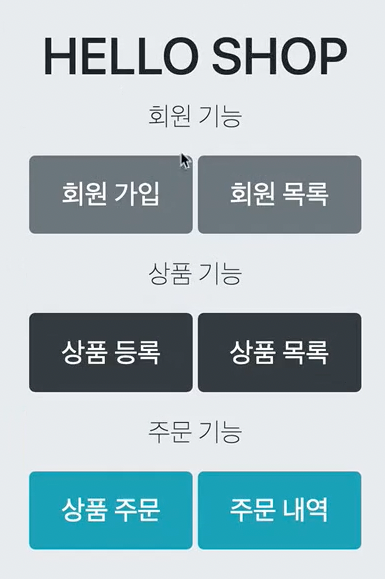 HELLO SHOP
회원 기능
회원 가입 회원 목록
상품 기능
상품 등록 상품 목록
주문 기능
상품 주문 주문 내역